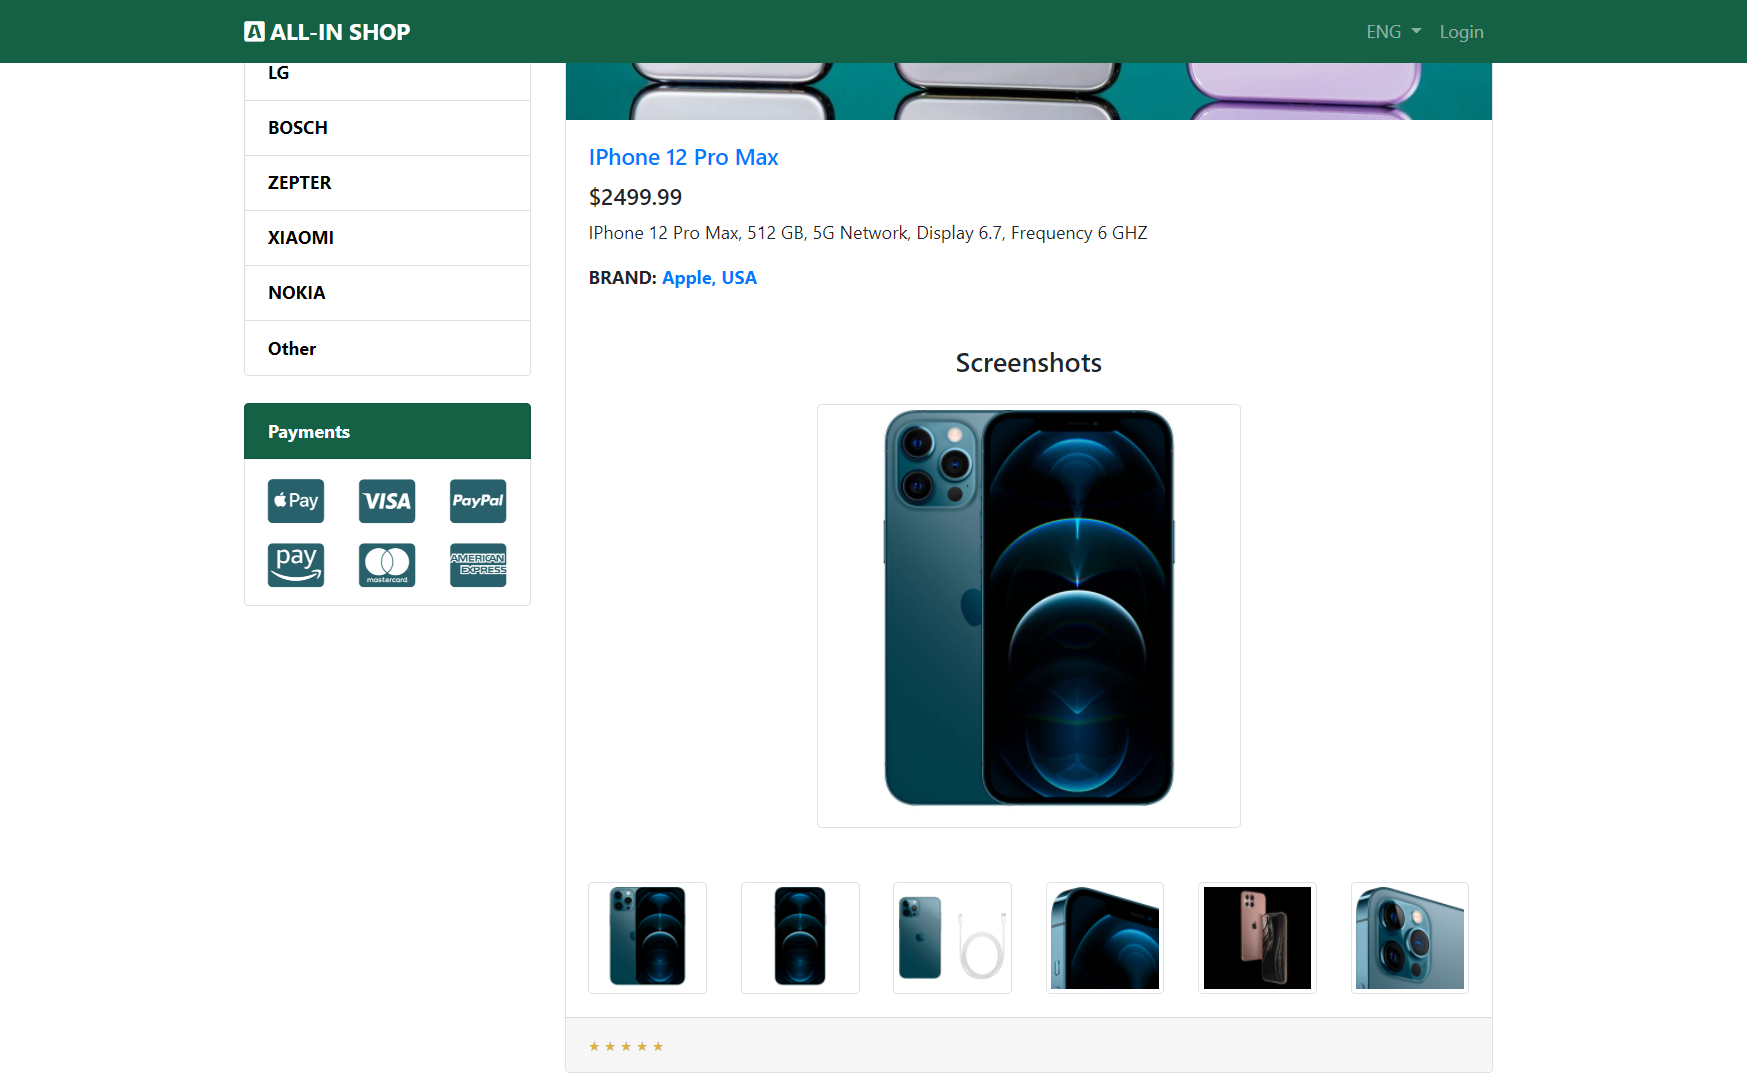 A ALL-IN SHOP
ENG
Login
LG
BOSCH
ZEPTER
XIAOMI
NOKIA
Other
Payments
Pay
VISA
PayPal
pay
mastercard
AMERICAN
EXPRESS
IPhone 12 Pro Max
$2499.99
IPhone 12 Pro Max, 512 GB, 5G Network, Display 6.7, Frequency 6 GHZ
BRAND: Apple, USA
Screenshots